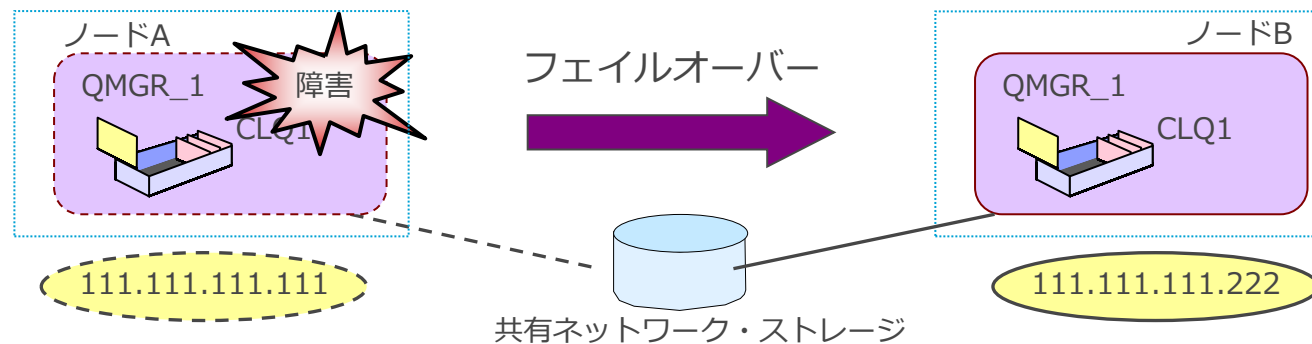 ノードA
QMGR_1
障害
CLQ1
111.111.111.111
フェイルオーバー
共有ネットワーク・ストレージ
ノードB
QMGR_1
CLQ1
111.111.111.222